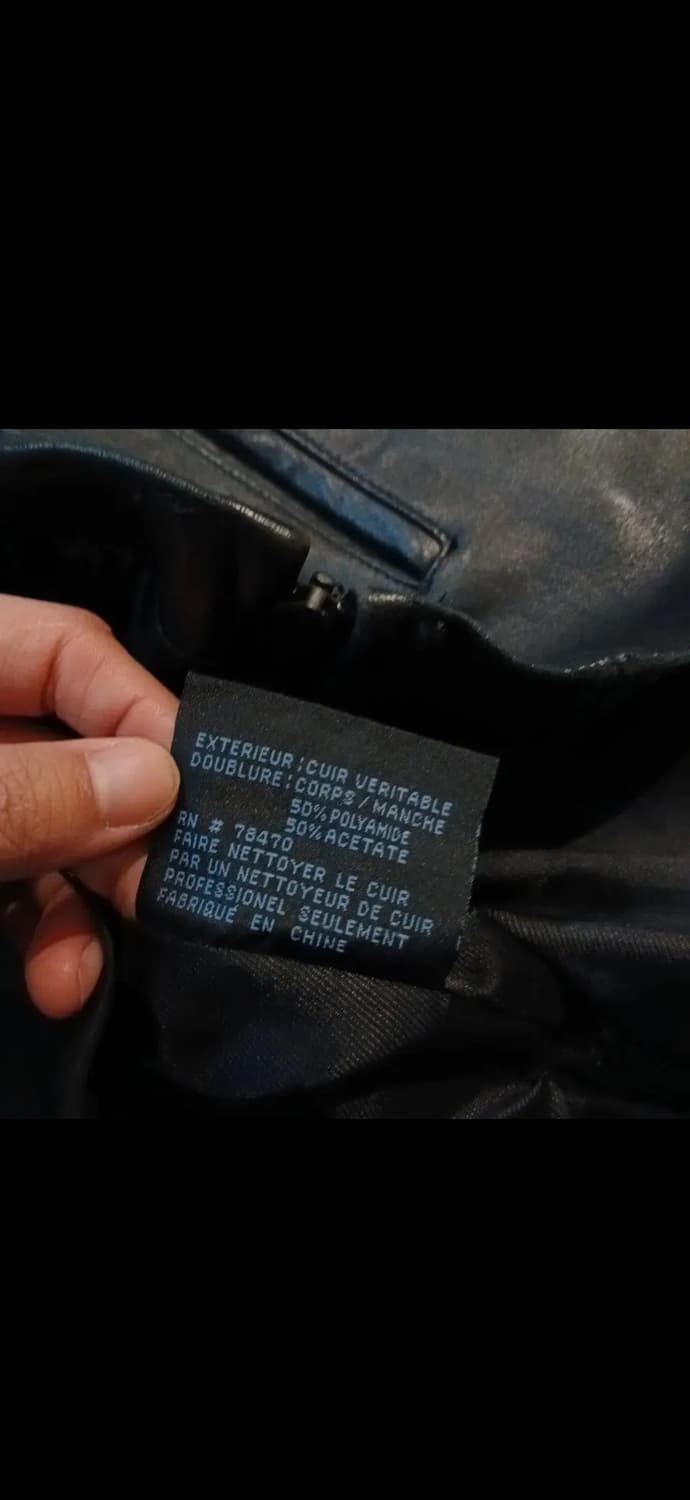 EXTERIEUR:CUIR VERITABLE
DOUBLURE:CORPS/MANCHE
50% POLYAMIDE
50% ACETATE
RN # 78470
FAIRE NETTOYER LE CUIR
PAR UN NETTOYEUR DE CUIR
PROFESSIONEL SEULEMENT
FABRIQUÉ EN CHINE